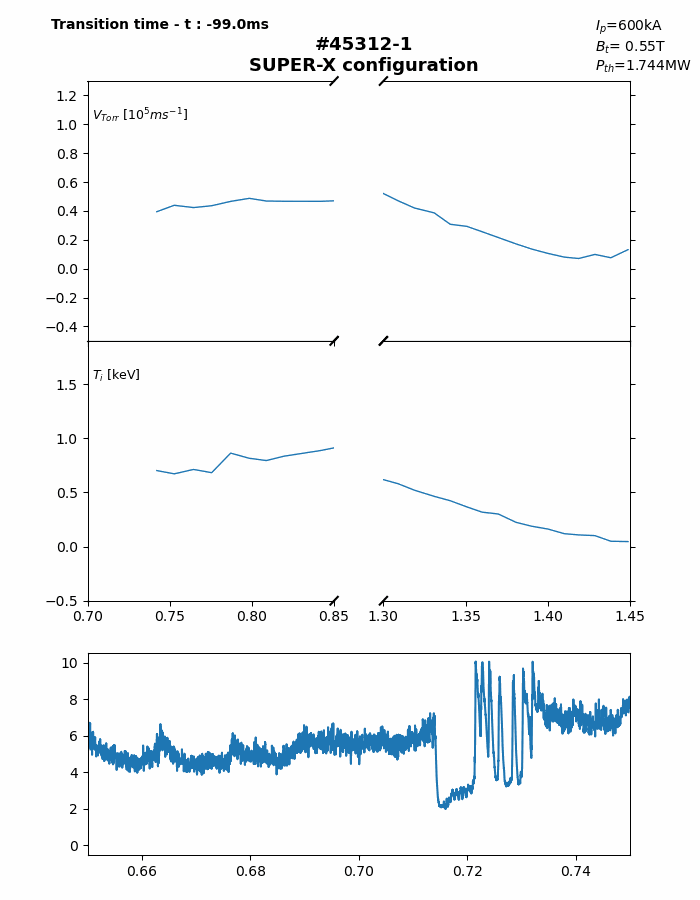 Transition time - t : -99.0ms
I_p=600kA
#45312-1
B_t= 0.55T
SUPER-X configuration
P_th=1.744MW
V_Torr [10^5ms^-1]
1.2
1.0
0.8
0.6
0.4
0.2
0.0
−0.2
−0.4
T_i [keV]
1.5
1.0
0.5
0.0
−0.5
0.70 0.75 0.80 0.85 1.30 1.35 1.40 1.45
10
8
6
4
2
0
0.66 0.68 0.70 0.72 0.74